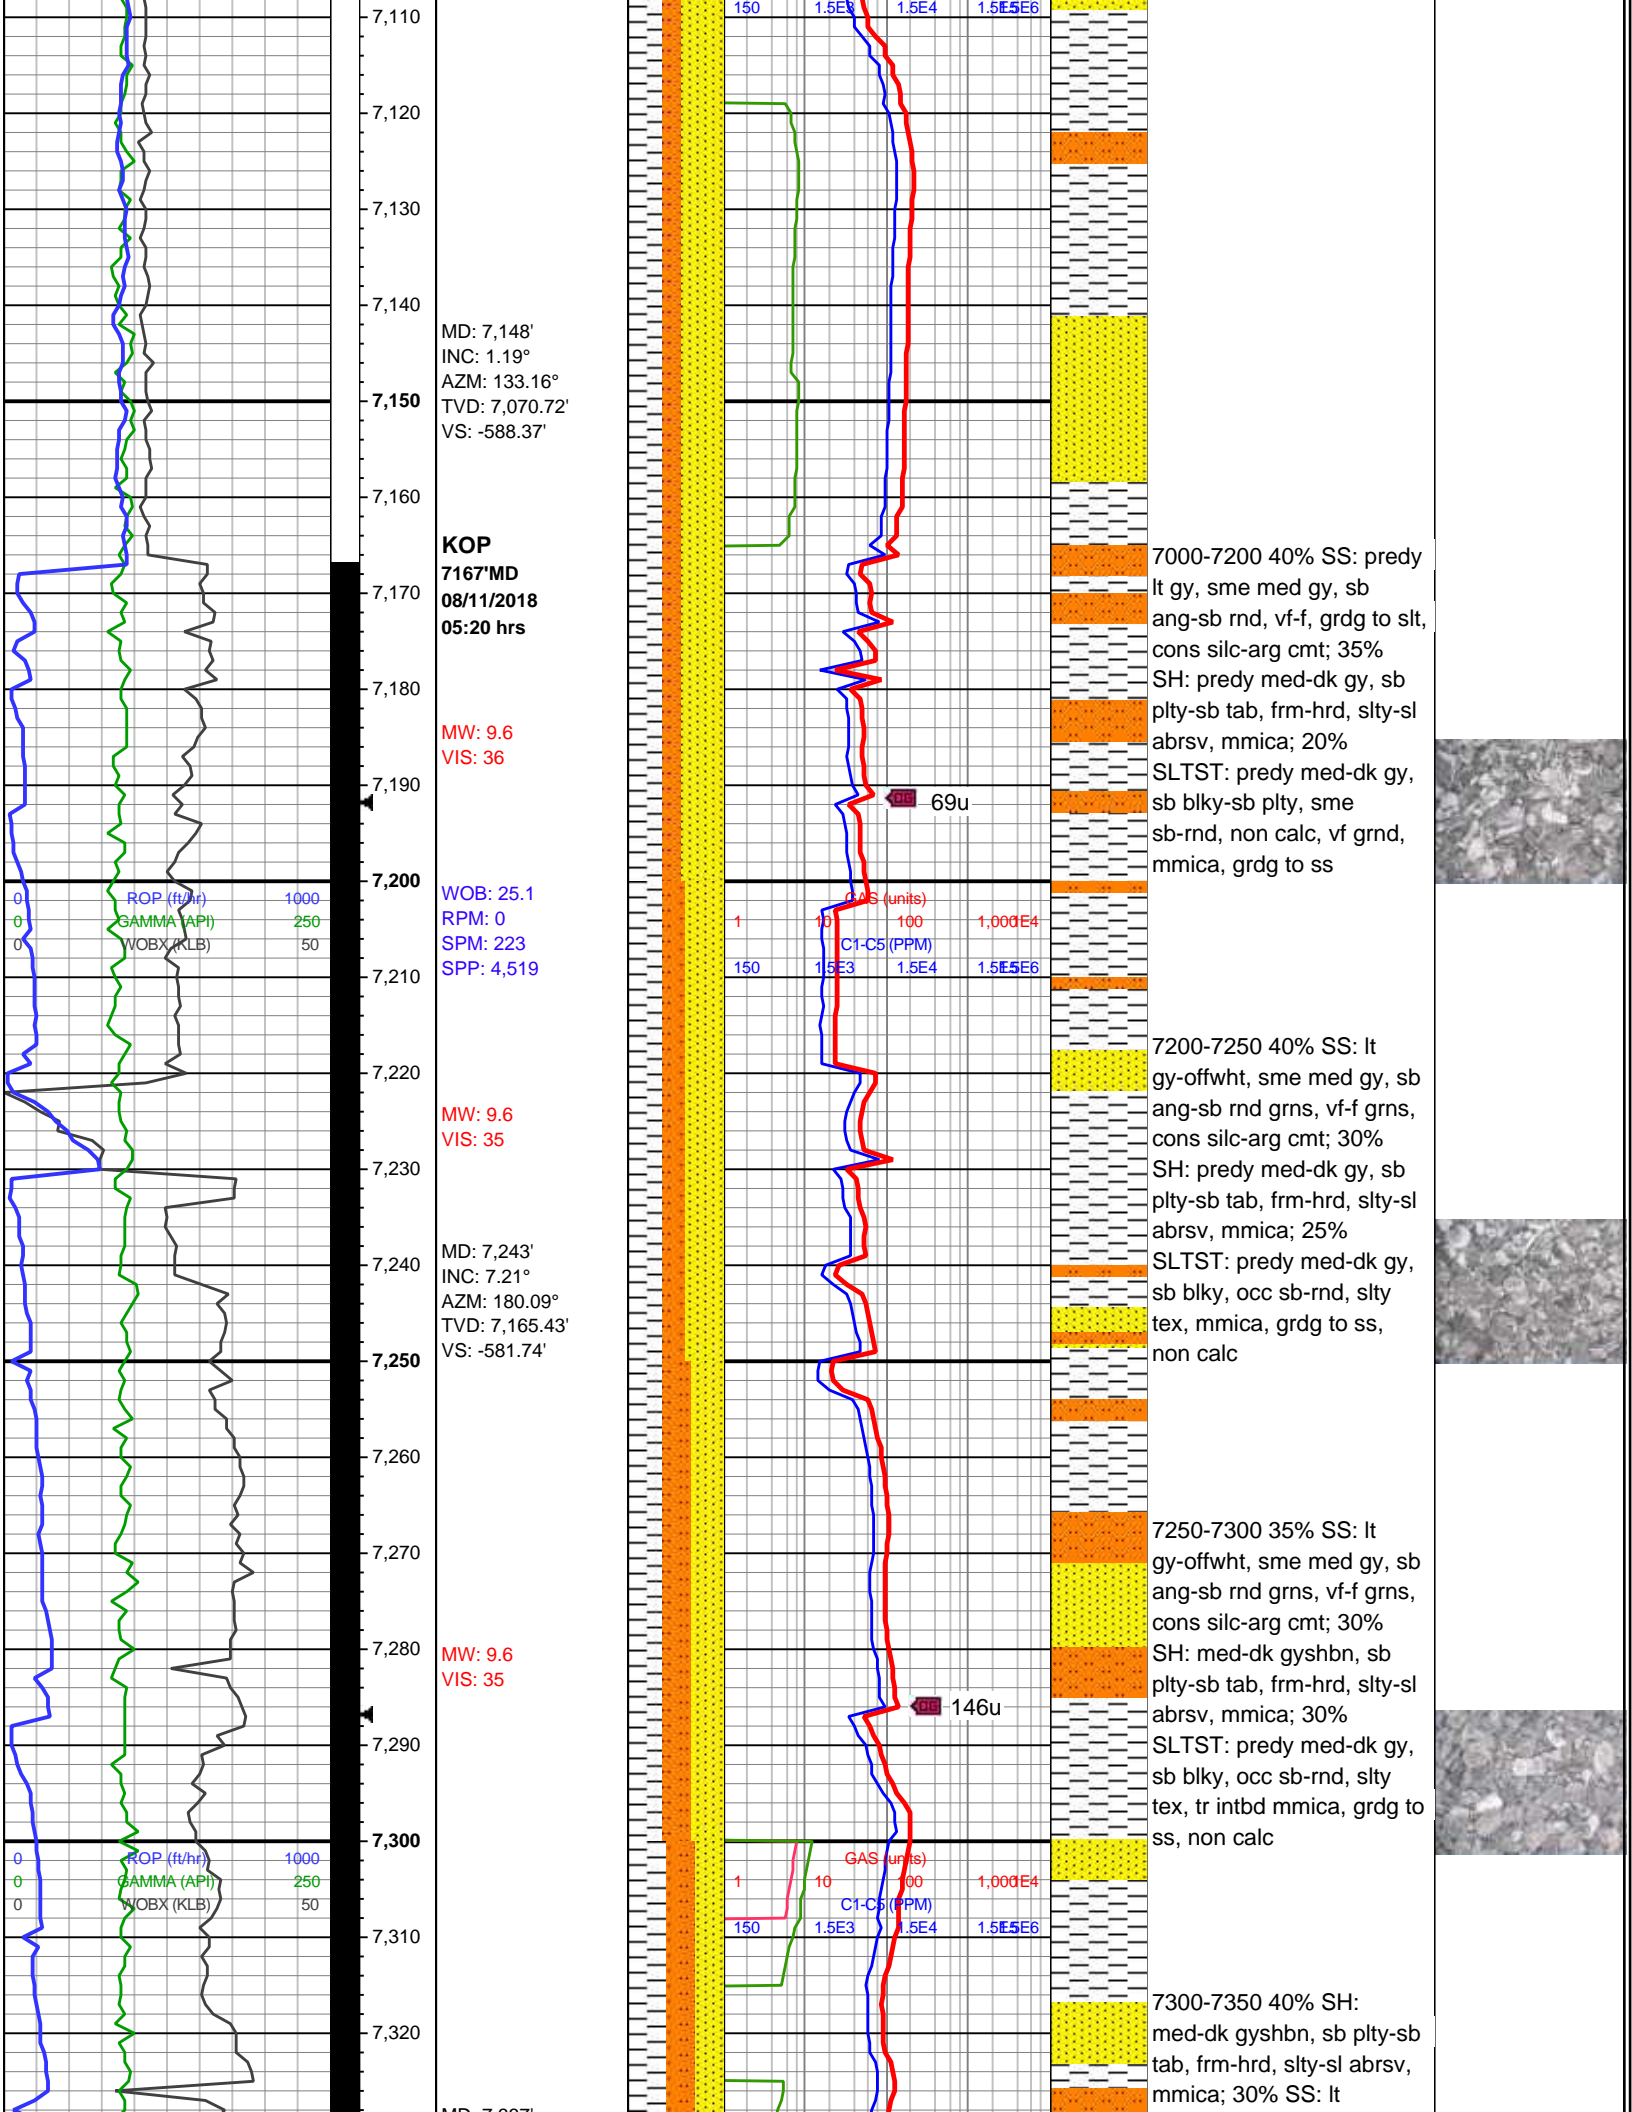 150 1.5E3 1.5E4 1.5E6
7,110
7,120
7,130
7,140
7,150
7,160
7,170
7,180
7,190
7,200
7,210
7,220
7,230
7,240
7,250
7,260
7,270
7,280
7,290
7,300
7,310
7,320
MD: 7,148'
INC: 1.19°
AZM: 133.16°
TVD: 7,070.72'
VS: -588.37'
KOP
7167'MD
08/11/2018
05:20 hrs
MW: 9.6
VIS: 36
WOB: 25.1
RPM: 0
SPM: 223
SPP: 4,519
MW: 9.6
VIS: 35
MD: 7,243'
INC: 7.21°
AZM: 180.09°
TVD: 7,165.43'
VS: -581.74'
MW: 9.6
VIS: 35
0 ROP (ft/hr) 1000
0 GAMMA (API) 250
0 WOBX (KLB) 50
0 ROP (ft/hr) 1000
0 GAMMA (API) 250
0 WOBX (KLB) 50
DG 69u
GAS (units)
1 10 100 1,000 1E4
C1-C5 (PPM)
150 1.5E3 1.5E4 1.5E6
DG 146u
GAS (units)
1 10 100 1,000 1E4
C1-C5 (PPM)
150 1.5E3 1.5E4 1.5E6
7000-7200 40% SS: predy
lt gy, sme med gy, sb
ang-sb rnd, vf-f, grdg to slt,
cons silc-arg cmt; 35%
SH: predy med-dk gy, sb
plty-sb tab, frm-hrd, slty-sl
abrsv, mmica; 20%
SLTST: predy med-dk gy,
sb blky-sb plty, sme
sb-rnd, non calc, vf grnd,
mmica, grdg to ss
7200-7250 40% SS: lt
gy-offwht, sme med gy, sb
ang-sb rnd grns, vf-f grns,
cons silc-arg cmt; 30%
SH: predy med-dk gy, sb
plty-sb tab, frm-hrd, slty-sl
abrsv, mmica; 25%
SLTST: predy med-dk gy,
sb blky, occ sb-rnd, slty
tex, mmica, grdg to ss,
non calc
7250-7300 35% SS: lt
gy-offwht, sme med gy, sb
ang-sb rnd grns, vf-f grns,
cons silc-arg cmt; 30%
SH: med-dk gyshbn, sb
plty-sb tab, frm-hrd, slty-sl
abrsv, mmica; 30%
SLTST: predy med-dk gy,
sb blky, occ sb-rnd, slty
tex, tr intbd mmica, grdg to
ss, non calc
7300-7350 40% SH:
med-dk gyshbn, sb plty-sb
tab, frm-hrd, slty-sl abrsv,
mmica; 30% SS: lt